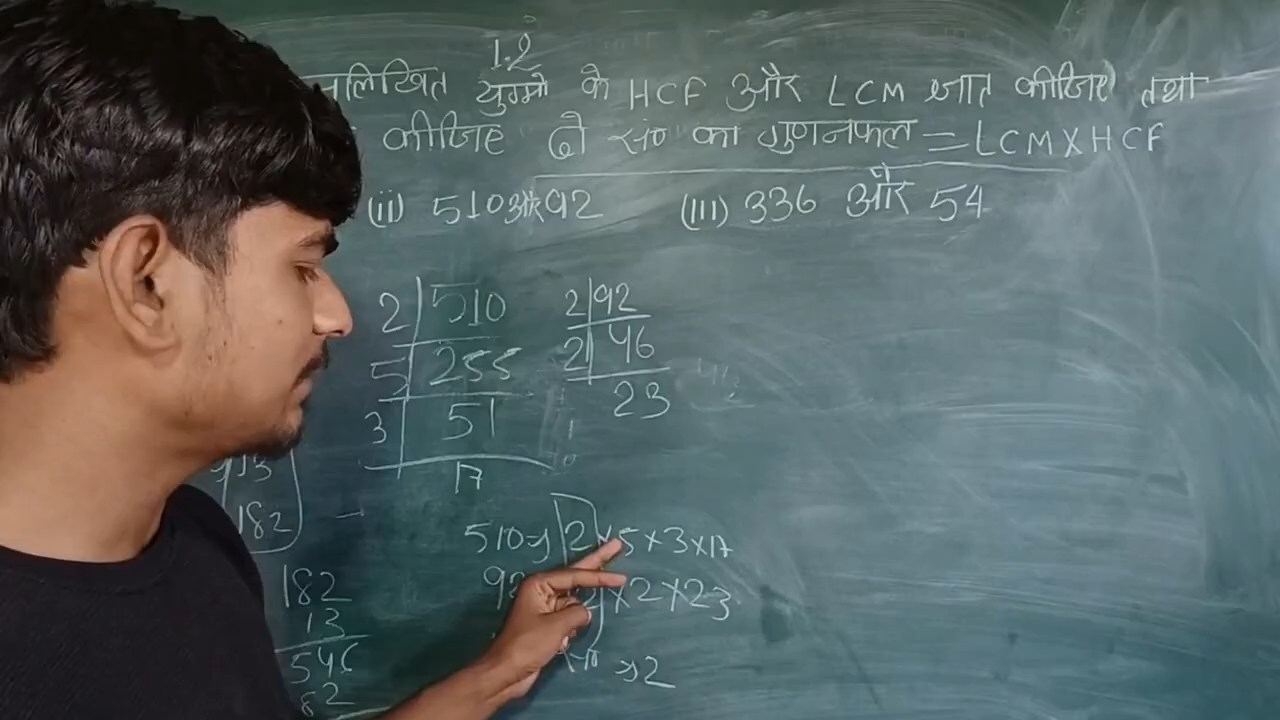 1.2
युग्मो के HCF और LCM ज्ञात कीजिए तथा
कीजिए दो सं० का गुणनफल = LCM X HCF
(ii) 510 और 92
(iii) 336 और 54
2 510
5 255
3 51
17
2 92
2 46
23
182
182
13
546
82
510 ⇒ 2 × 5 × 3 × 17
92 2 × 2 × 23
⇒ 2